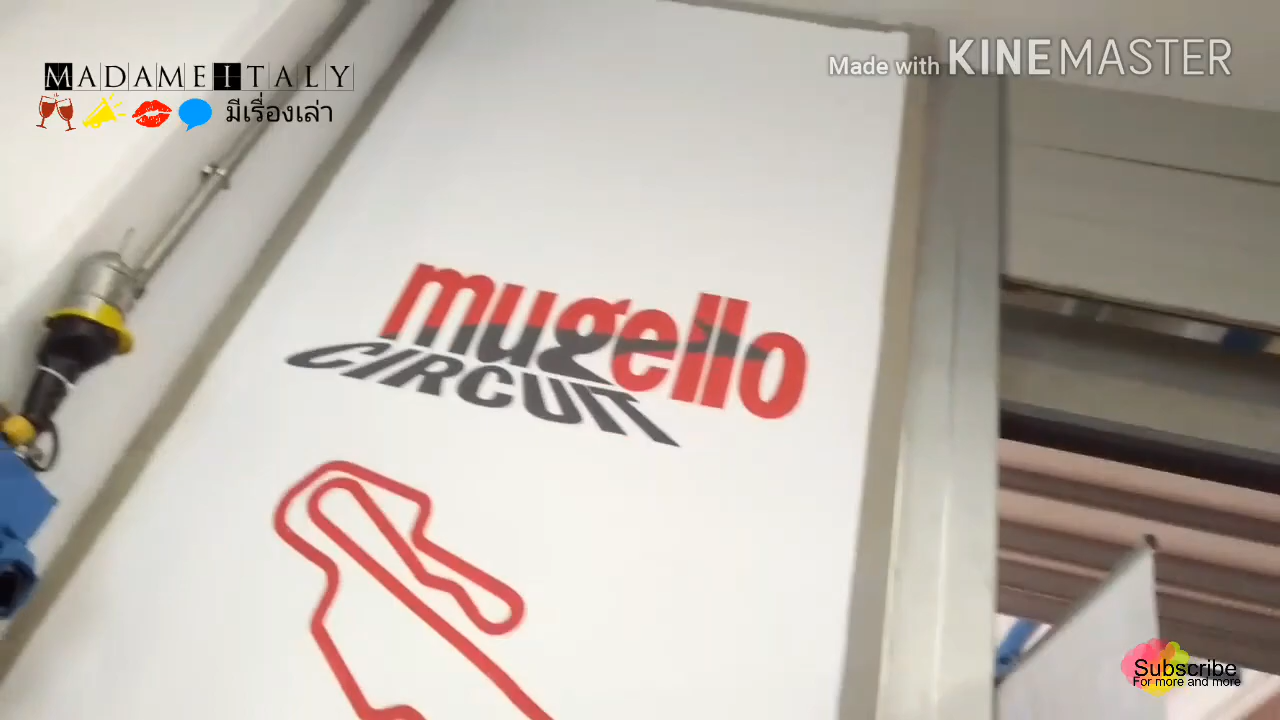 MADAMEITALY
มีเรื่องเล่า
Made with KINEMASTER
mugello
CIRCUIT
Subscribe
For more and more